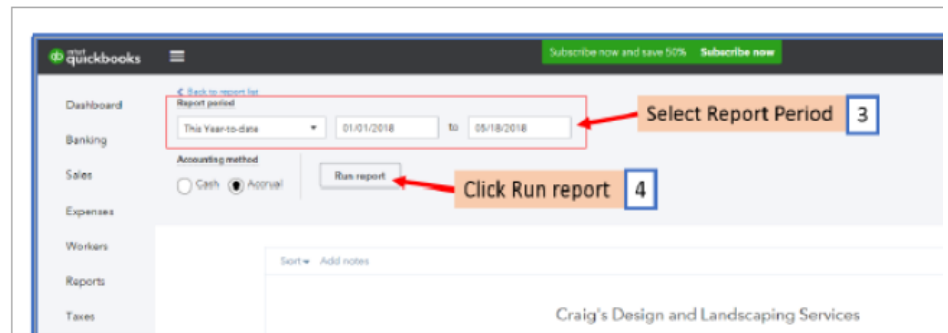 intuit quickbooks
Subscribe now and save 50% Subscribe now
Back to report list
Report period
This Year-to-date 01/01/2018 to 05/18/2018
Select Report Period 3
Accounting method
Cash Accrual
Run report
Click Run report 4
Dashboard
Banking
Sales
Expenses
Workers
Reports
Taxes
Sort Add notes
Craig's Design and Landscaping Services